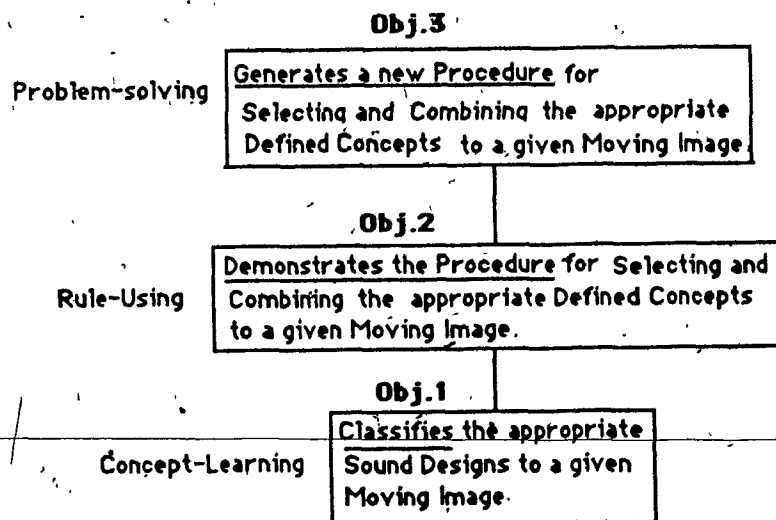 Obj.3
Problem-solving
Generates a new Procedure for
Selecting and Combining the appropriate
Defined Concepts to a given Moving Image.
Obj.2
Rule-Using
Demonstrates the Procedure for Selecting and
Combining the appropriate Defined Concepts
to a given Moving Image.
Obj.1
Concept-Learning
Classifies the appropriate
Sound Designs to a given
Moving Image.